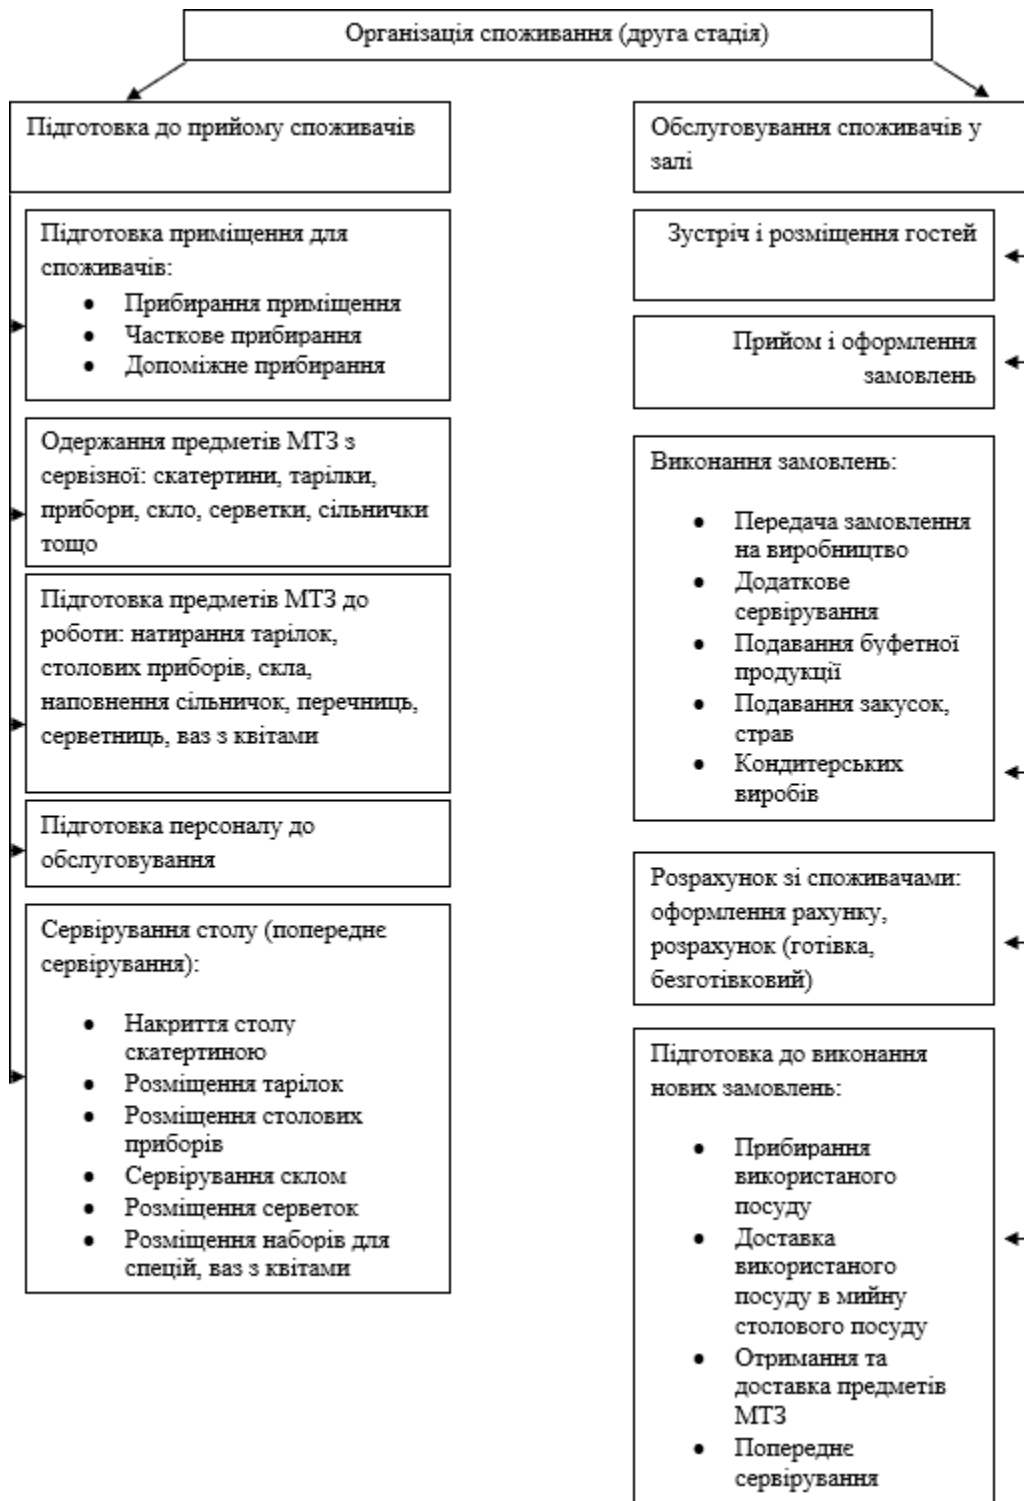 Організація споживання (друга стадія)
Підготовка до прийому споживачів
Підготовка приміщення для
споживачів:
• Прибирання приміщення
• Часткове прибирання
• Допоміжне прибирання
Одержання предметів МТЗ з
сервізної: скатертини, тарілки,
прибори, скло, серветки, сільнички
тощо
Підготовка предметів МТЗ до
роботи: натирання тарілок,
столових приборів, скла,
наповнення сільничок, перечниць,
серветниць, ваз з квітами
Підготовка персоналу до
обслуговування
Сервірування столу (попереднє
сервірування):
• Накриття столу
скатертиною
• Розміщення тарілок
• Розміщення столових
приборів
• Сервірування склом
• Розміщення серветок
• Розміщення наборів для
спецій, ваз з квітами
Обслуговування споживачів у
залі
Зустріч і розміщення гостей
Прийом і оформлення
замовлень
Виконання замовлень:
• Передача замовлення
на виробництво
• Додаткове
сервірування
• Подавання буфетної
продукції
• Подавання закусок,
страв
• Кондитерських
виробів
Розрахунок зі споживачами:
оформлення рахунку,
розрахунок (готівка,
безготівковий)
Підготовка до виконання
нових замовлень:
• Прибирання
використаного
посуду
• Доставка
використаного
посуду в мийну
столового посуду
• Отримання та
доставка предметів
МТЗ
• Попереднє
сервірування